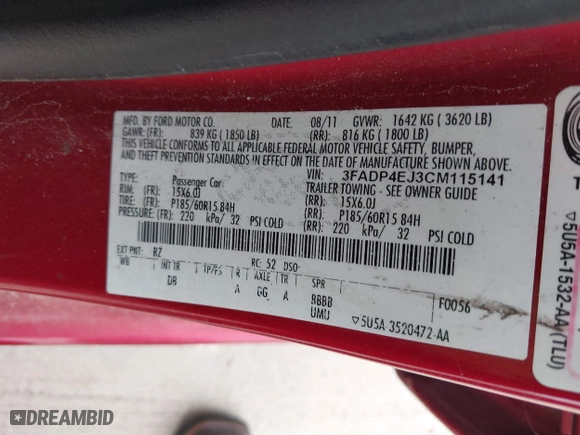 MFD. BY FORD MOTOR CO. DATE: 08/11 GVWR: 1642 KG ( 3620 LB)
GAWR: (FR): 839 KG ( 1850 LB) (RR): 816 KG ( 1800 LB)
THIS VEHICLE CONFORMS TO ALL APPLICABLE FEDERAL MOTOR VEHICLE SAFETY, BUMPER,
AND THEFT PREVENTION STANDARDS IN EFFECT ON THE DATE OF MANUFACTURE SHOWN ABOVE.
VIN: 3FADP4EJ3CM115141
TYPE: Passenger Car TRAILER TOWING - SEE OWNER GUIDE
RIM: (FR): 15X6.0J (RR): 15X6.0J
TIRE: (FR): P185/60R15 84H (RR): P185/60R15 84H
PRESSURE: (FR): 220 kPa/ 32 PSI COLD (RR): 220 kPa/ 32 PSI COLD
EXT PNT: RZ RC: 52 DSO:
WB INT TR TP/PS R AXLE TR SPR
DB A GG A BBBB
UMU
F0056
▽5U5A-3520472-AA
▽5U5A-1532-AA (TLU)
DREAMBID